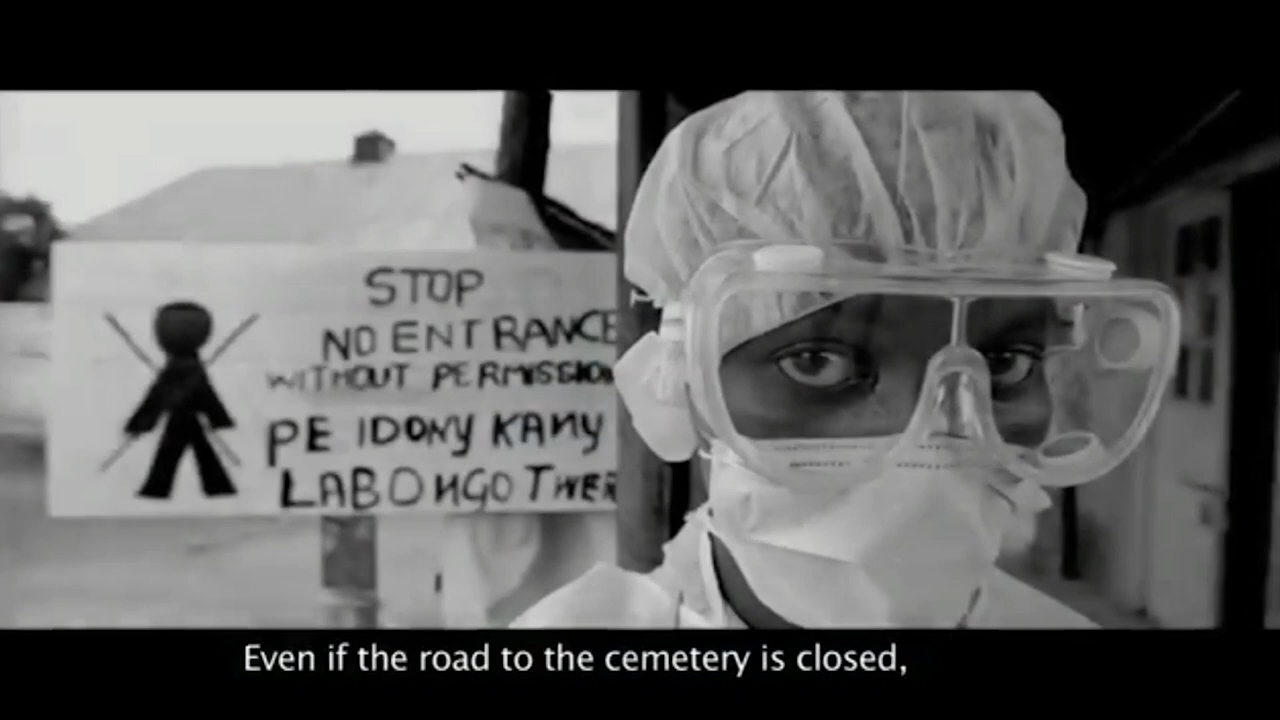 STOP
NO ENTRANCE
WITHOUT PERMISSION
PE IDONY KANY
LABONGO TWER
Even if the road to the cemetery is closed,